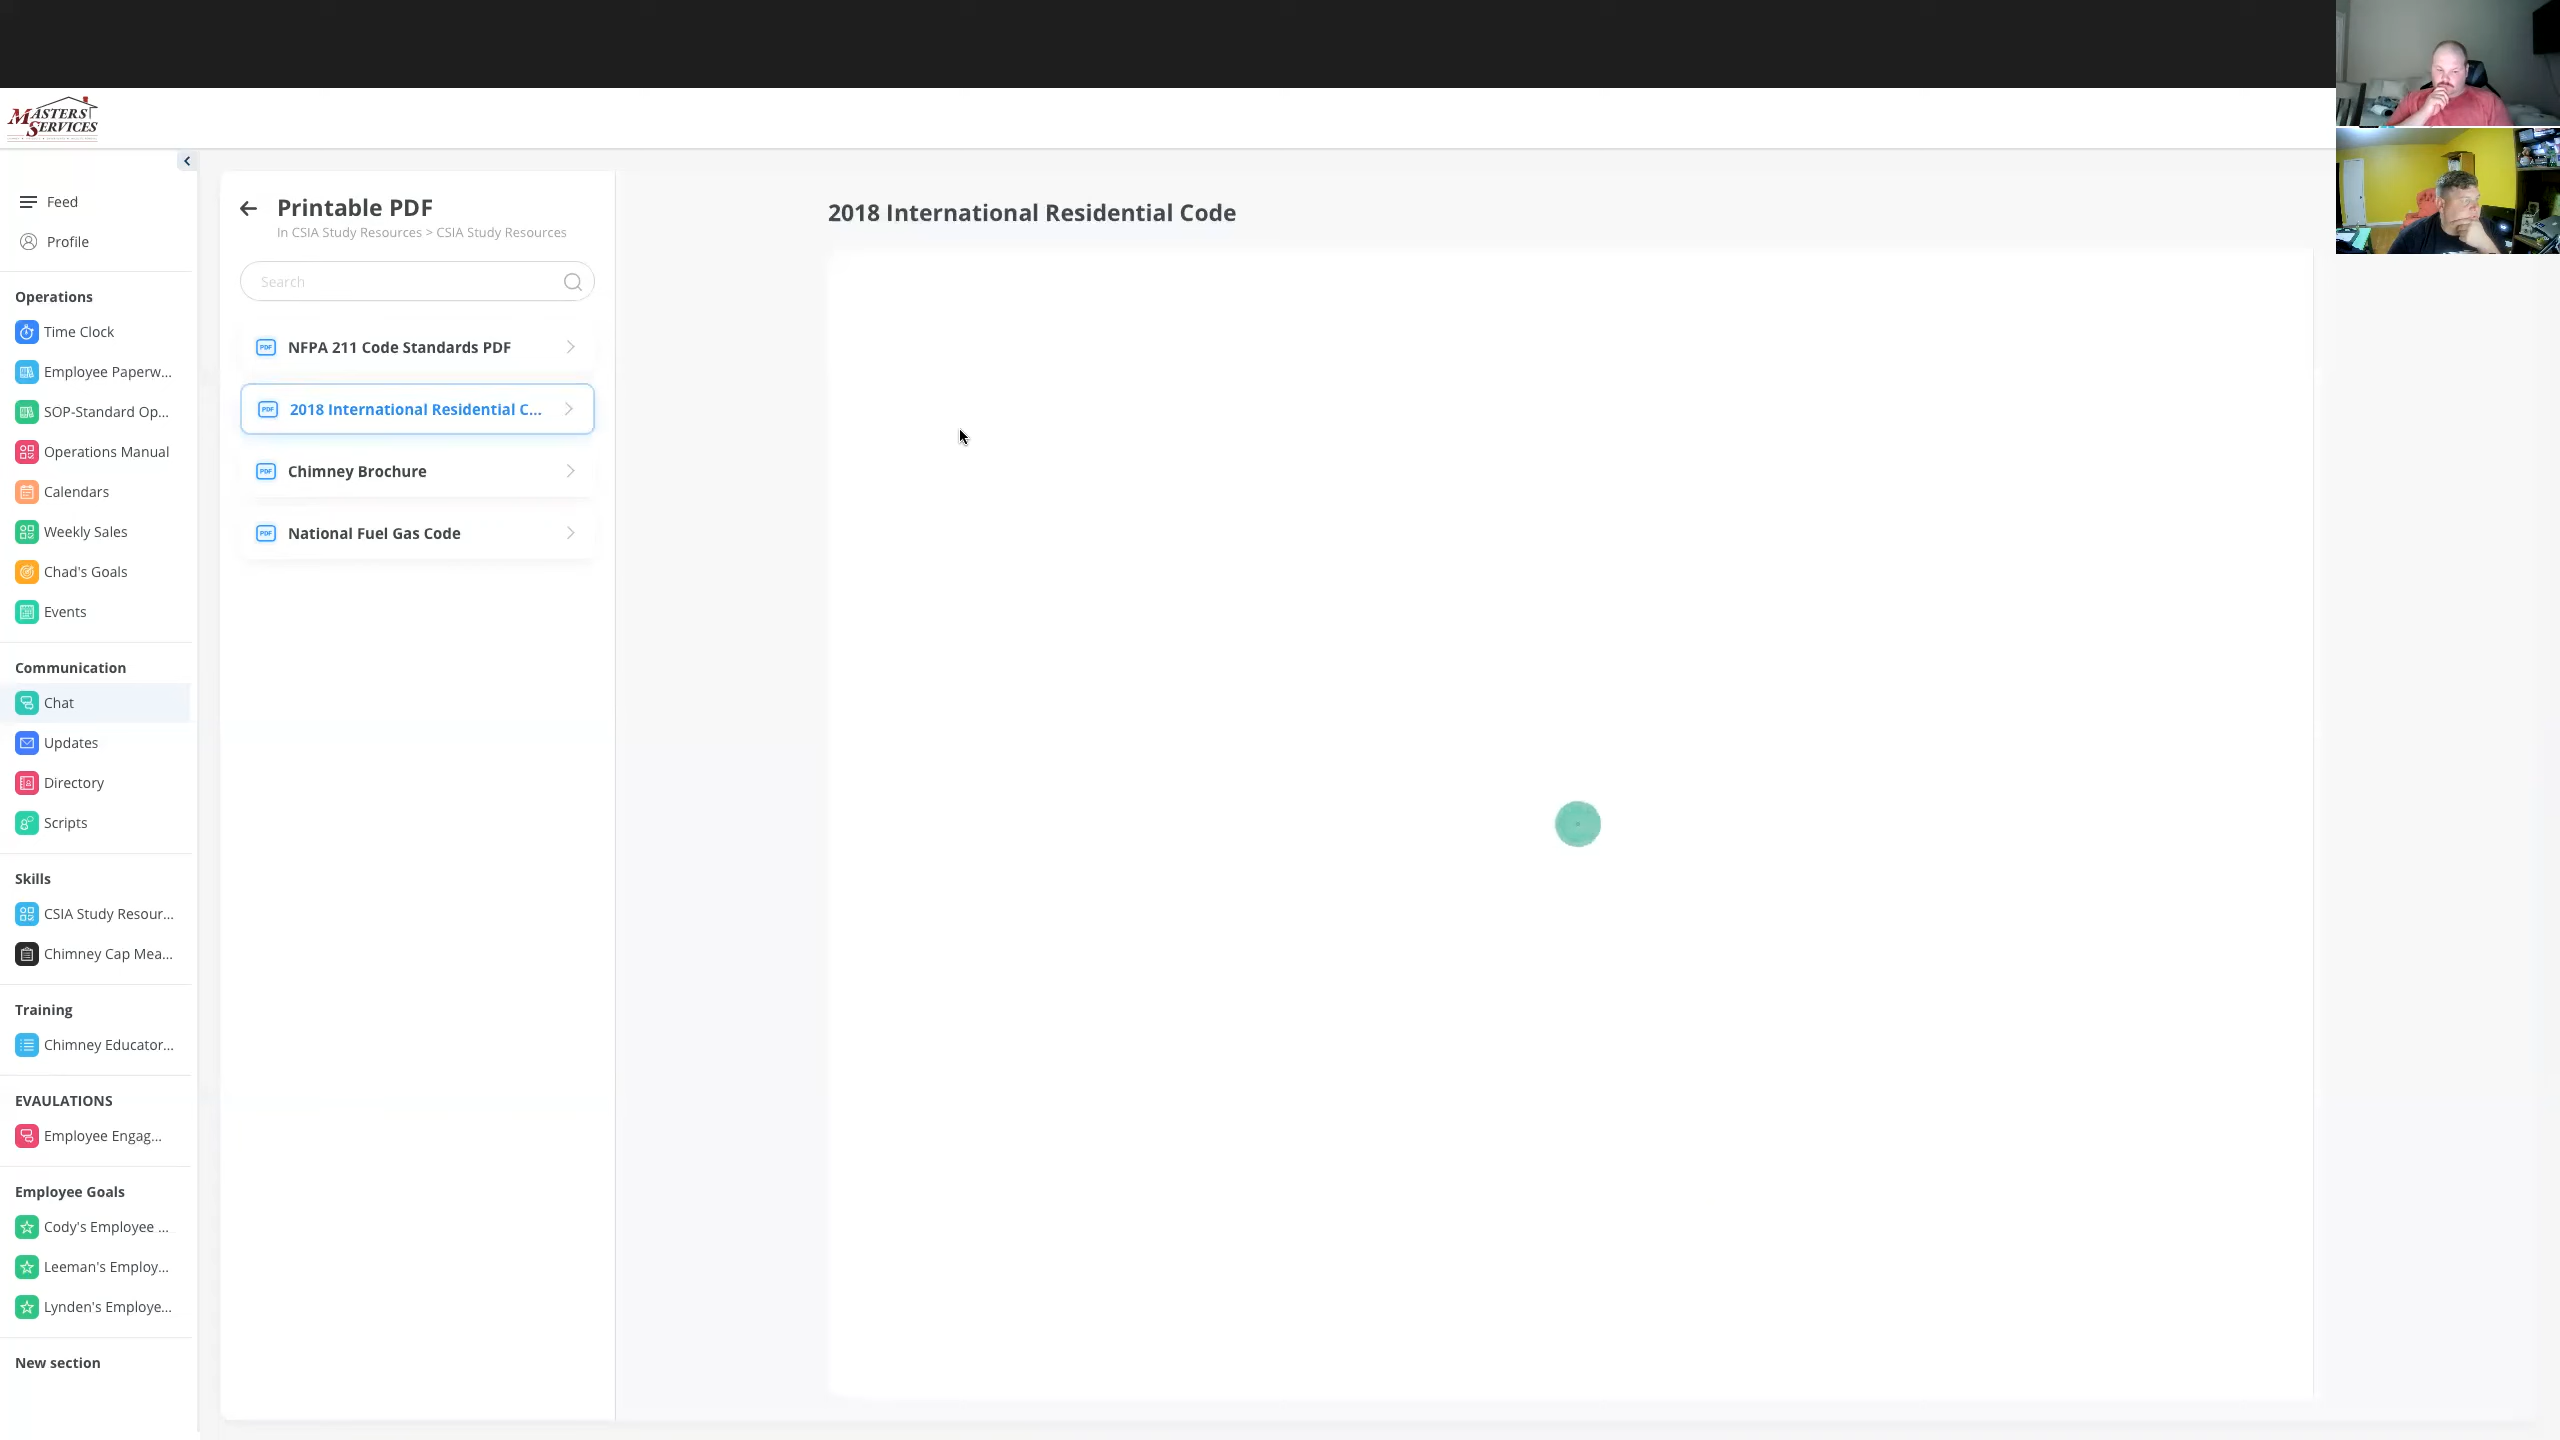 MASTERS
SERVICES
Feed
Profile
Operations
Time Clock
Employee Paperw...
SOP-Standard Op...
Operations Manual
Calendars
Weekly Sales
Chad's Goals
Events
Communication
Chat
Updates
Directory
Scripts
Skills
CSIA Study Resour...
Chimney Cap Mea...
Training
Chimney Educator...
EVAULATIONS
Employee Engag...
Employee Goals
Cody's Employee ...
Leeman's Employ...
Lynden's Employe...
New section
Printable PDF
In CSIA Study Resources > CSIA Study Resources
Search
PDF NFPA 211 Code Standards PDF
PDF 2018 International Residential C...
PDF Chimney Brochure
PDF National Fuel Gas Code
2018 International Residential Code